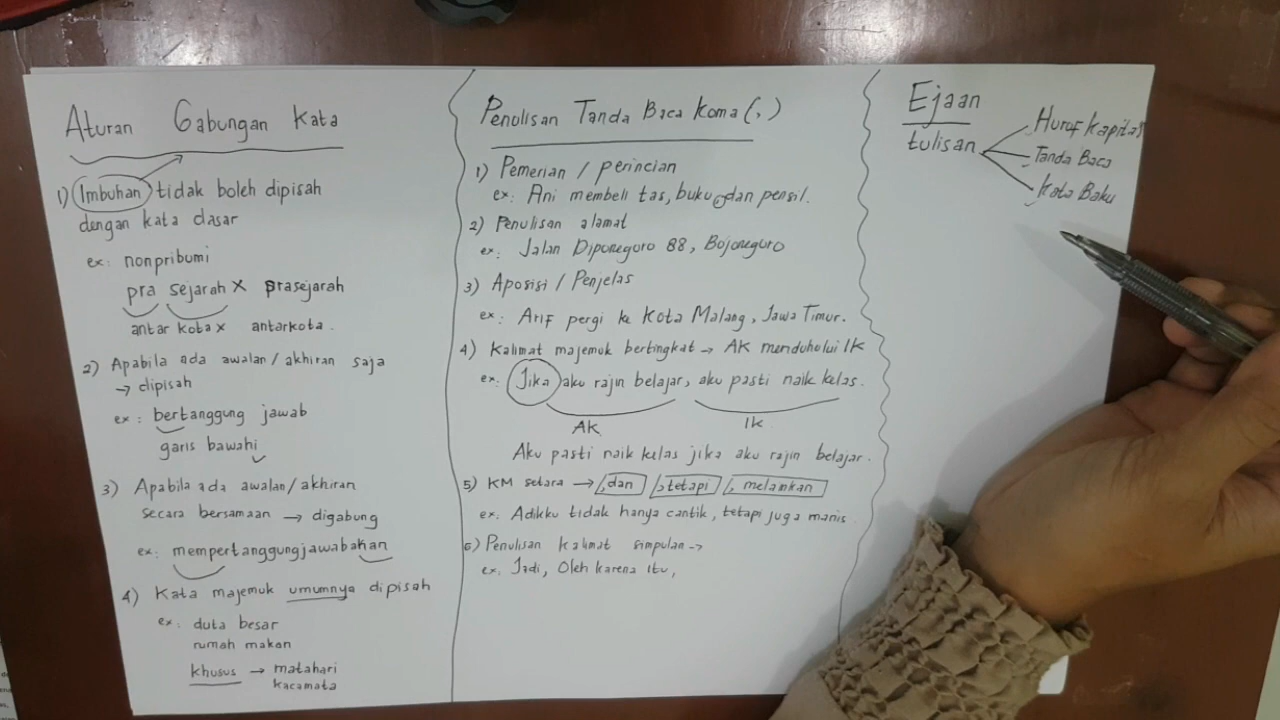 Aturan Gabungan Kata
1) Imbuhan tidak boleh dipisah
dengan kata dasar
ex: nonpribumi
pra sejarah X prasejarah
antar kota X antarkota.
2) Apabila ada awalan/akhiran saja
→ dipisah
ex: bertanggung jawab
garis bawahi
3) Apabila ada awalan/akhiran
secara bersamaan → digabung
ex: mempertanggungjawabakan
4) Kata majemuk umumnya dipisah
ex: duta besar
rumah makan
khusus → matahari
kacamata
Penulisan Tanda Baca Koma (,)
1) Pemerian / perincian
ex: Ani membeli tas, buku, dan pensil.
2) Penulisan alamat
ex: Jalan Diponegoro 88, Bojonegoro
3) Aposisi / Penjelas
ex: Arif pergi ke Kota Malang, Jawa Timur.
4) Kalimat majemuk bertingkat → AK menduhului IK
ex: Jika aku rajin belajar, aku pasti naik kelas.
AK IK
Aku pasti naik kelas jika aku rajin belajar.
5) KM setara → , dan / , tetapi / , melainkan
ex: Adikku tidak hanya cantik, tetapi juga manis.
6) Penulisan kalimat simpulan →
ex: Jadi, Oleh karena itu,
Ejaan
tulisan
Huruf Kapital
Tanda Baca
Kata Baku